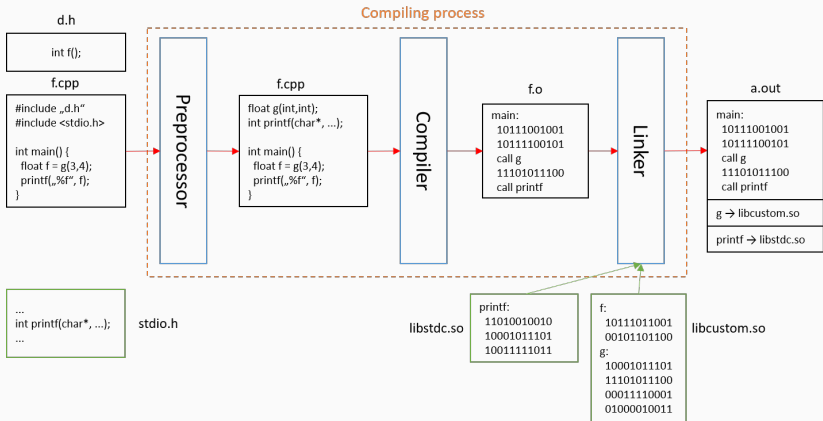 Compiling process
d.h
int f();
f.cpp
#include „d.h“
#include <stdio.h>
int main() {
float f = g(3,4);
printf(„%f“, f);
}
Preprocessor
f.cpp
float g(int,int);
int printf(char*, ...);
int main() {
float f = g(3,4);
printf(„%f“, f);
}
Compiler
f.o
main:
10111001001
10111100101
call g
11101011100
call printf
Linker
a.out
main:
10111001001
10111100101
call g
11101011100
call printf
g → libcustom.so
printf → libstdc.so
...
int printf(char*, ...);
...
stdio.h
libstdc.so
printf:
11010010010
10001011101
10011111011
f:
10111011001
00101101100
g:
10001011101
11101011100
00011110001
01000010011
libcustom.so